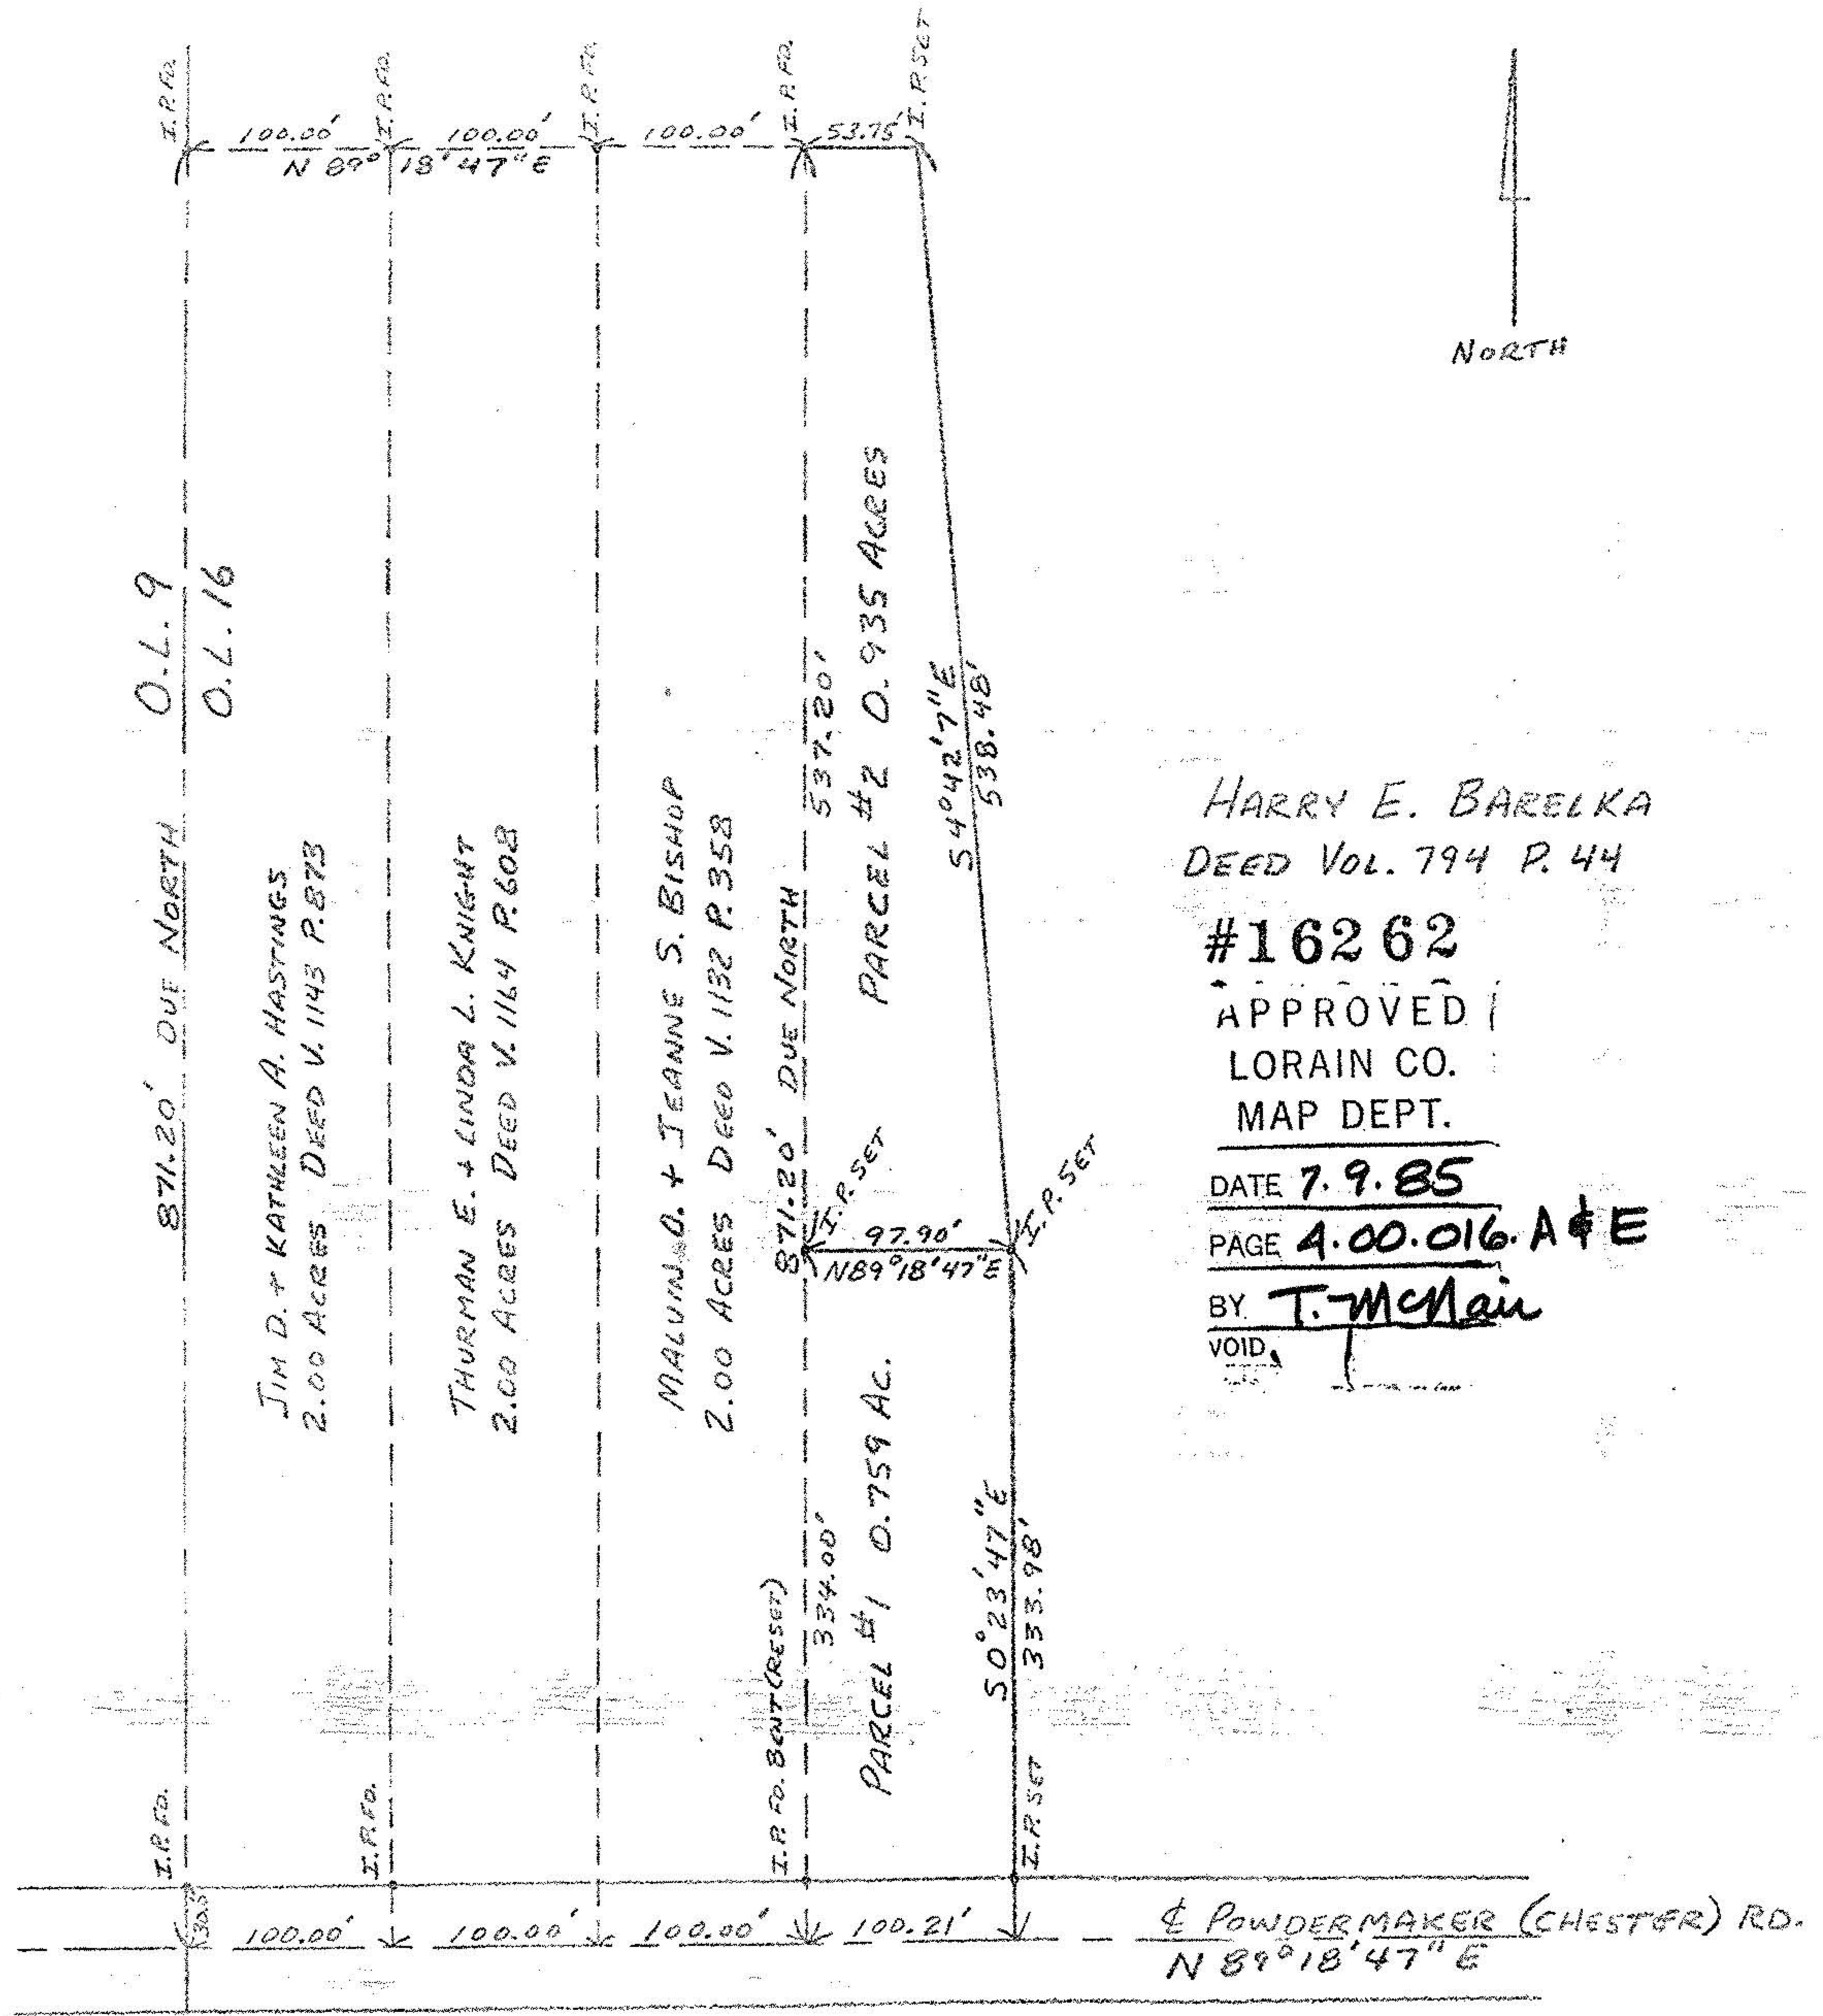 I.P. FD.
I.P. FD.
I.P. FD.
I.P. FD.
I.P. SET
100.00'
100.00'
100.00'
53.75'
N 89° 18' 47" E
NORTH
O.L. 9
O.L. 16
871.20' DUE NORTH
JIM D. + KATHLEEN A. HASTINGS
2.00 ACRES DEED V. 1143 P. 873
THURMAN E. + LINDA L. KNIGHT
2.00 ACRES DEED V. 1164 P. 608
MALVIN O. + JEANNE S. BISHOP
2.00 ACRES DEED V. 1132 P. 358
871.20' DUE NORTH
537.20'
PARCEL #2 0.935 ACRES
S 4° 42' 7" E
538.48'
HARRY E. BARELKA
DEED VOL. 794 P. 44
#16262
APPROVED
LORAIN CO.
MAP DEPT.
DATE 7.9.85
PAGE 4.00.016. A & E
BY T. McNair
VOID
I.P. SET
I.P. SET
97.90'
N 89° 18' 47" E
I.P. FD. BENT (RESET)
334.00'
PARCEL #1 0.759 AC.
S 0° 23' 47" E
333.98'
I.P. FD.
I.P. FD.
I.P. SET
30.5'
100.00'
100.00'
100.00'
100.21'
℄ POWDERMAKER (CHESTER) RD.
N 89° 18' 47" E